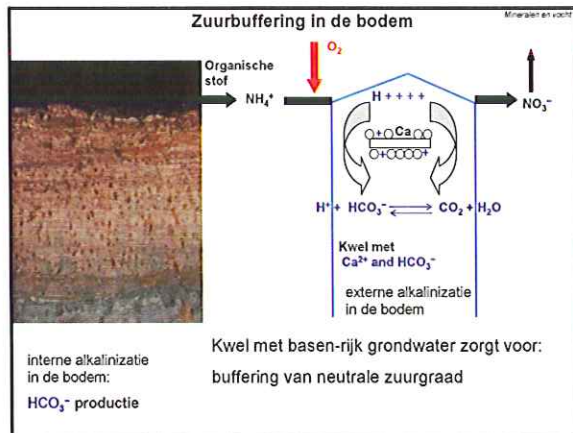 Mineralen en vocht
Zuurbuffering in de bodem
O₂
Organische
stof
NH₄⁺
H + + + +
NO₃⁻
Ca
+
+
H⁺ + HCO₃⁻ CO₂ + H₂O
Kwel met
Ca²⁺ and HCO₃⁻
externe alkalinizatie
in de bodem
interne alkalinizatie
in de bodem:
HCO₃⁻ productie
Kwel met basen-rijk grondwater zorgt voor:
buffering van neutrale zuurgraad